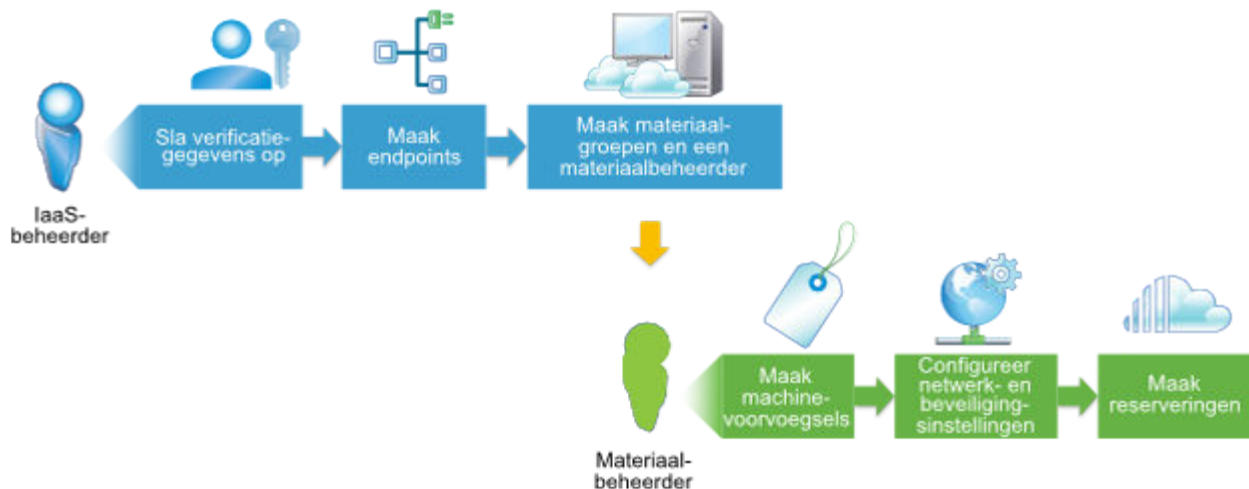 Sla verificatie-
gegevens op
Maak
endpoints
Maak materiaal-
groepen en een
materiaalbeheerder
IaaS-
beheerder
Maak
machine-
voorvoegsels
Configureer
netwerk- en
beveiliging-
sinstellingen
Maak
reserveringen
Materiaal-
beheerder